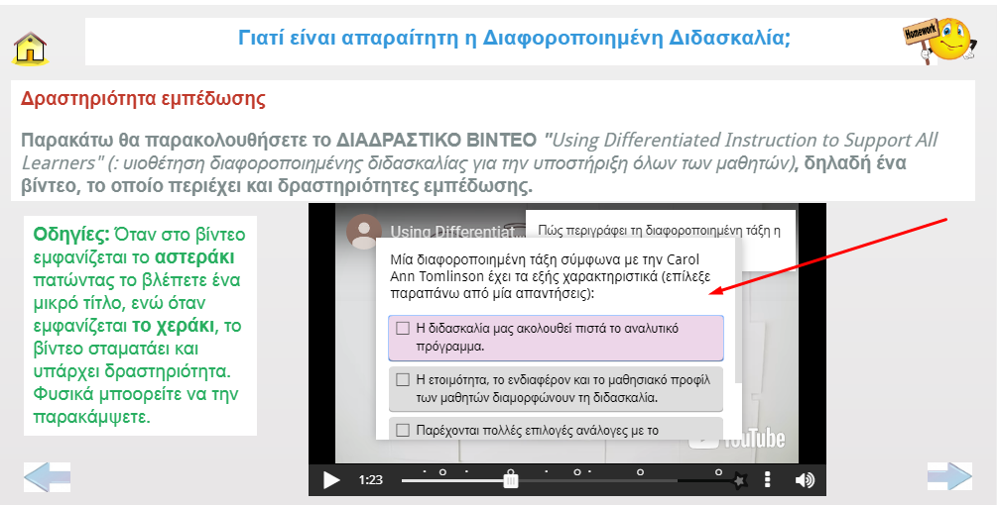 Γιατί είναι απαραίτητη η Διαφοροποιημένη Διδασκαλία;
Homework
Δραστηριότητα εμπέδωσης
Παρακάτω θα παρακολουθήσετε το ΔΙΑΔΡΑΣΤΙΚΟ ΒΙΝΤΕΟ "Using Differentiated Instruction to Support All
Learners" (: υιοθέτηση διαφοροποιημένης διδασκαλίας για την υποστήριξη όλων των μαθητών), δηλαδή ένα
βίντεο, το οποίο περιέχει και δραστηριότητες εμπέδωσης.
Οδηγίες: Όταν στο βίντεο
εμφανίζεται το αστεράκι
πατώντας το βλέπετε ένα
μικρό τίτλο, ενώ όταν
εμφανίζεται το χεράκι, το
βίντεο σταματάει και
υπάρχει δραστηριότητα.
Φυσικά μποορείτε να την
παρακάμψετε.
Using Differentiat...
Πώς περιγράφει τη διαφοροποιημένη τάξη η
Μία διαφοροποιημένη τάξη σύμφωνα με την Carol
Ann Tomlinson έχει τα εξής χαρακτηριστικά (επίλεξε
παραπάνω από μία απαντήσεις):
Η διδασκαλία μας ακολουθεί πιστά το αναλυτικό
πρόγραμμα.
Η ετοιμότητα, το ενδιαφέρον και το μαθησιακό προφίλ
των μαθητών διαμορφώνουν τη διδασκαλία.
Παρέχονται πολλές επιλογές ανάλογες με το
YouTube
1:23